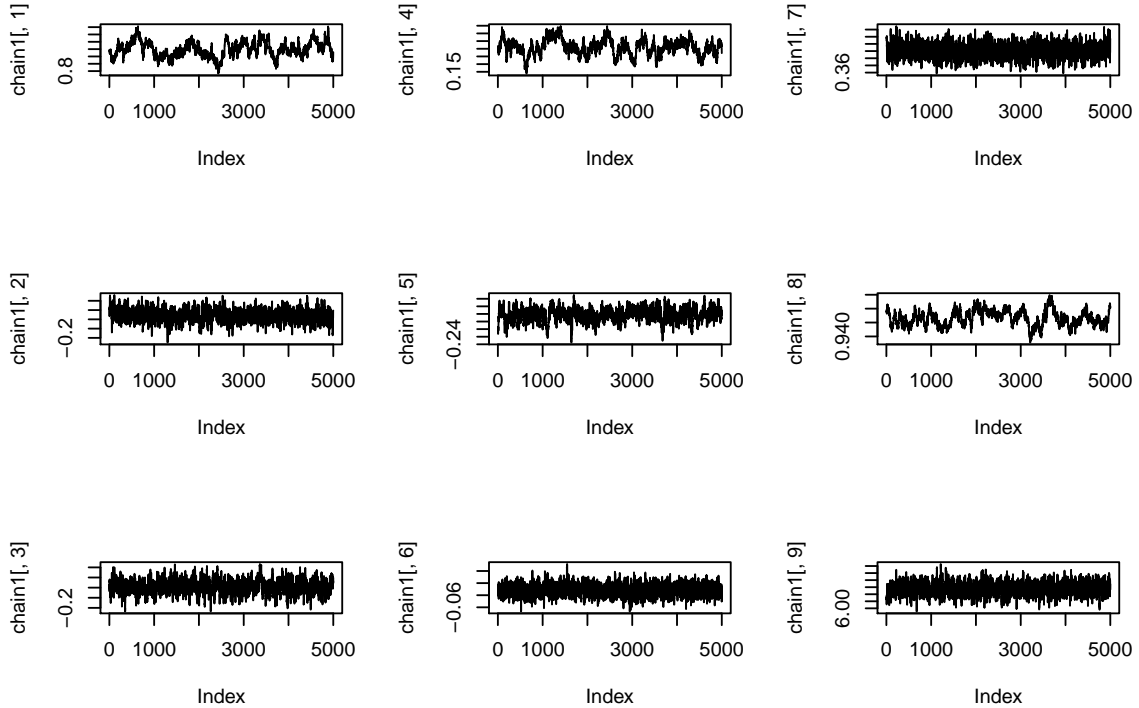 chain1[, 1]
0.8
0 1000 3000 5000
Index
chain1[, 4]
0.15
0 1000 3000 5000
Index
chain1[, 7]
0.36
0 1000 3000 5000
Index
chain1[, 2]
−0.2
0 1000 3000 5000
Index
chain1[, 5]
−0.24
0 1000 3000 5000
Index
chain1[, 8]
0.940
0 1000 3000 5000
Index
chain1[, 3]
−0.2
0 1000 3000 5000
Index
chain1[, 6]
−0.06
0 1000 3000 5000
Index
chain1[, 9]
6.00
0 1000 3000 5000
Index